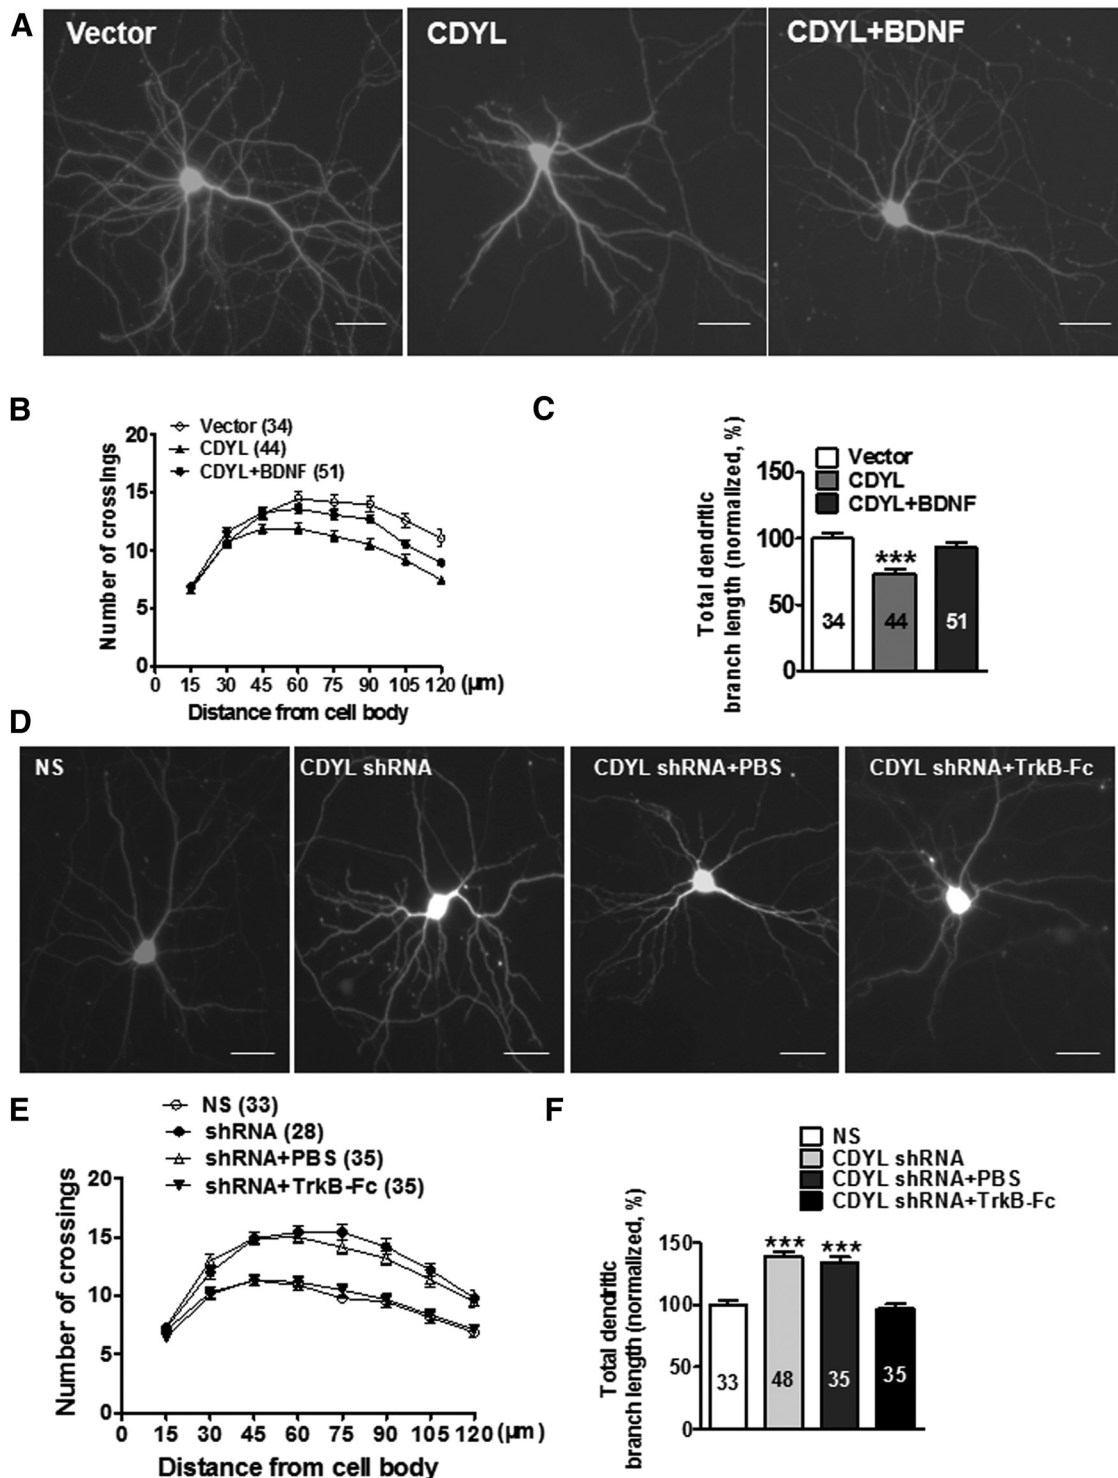 A
Vector
CDYL
CDYL+BDNF
B
Vector (34)
CDYL (44)
CDYL+BDNF (51)
Number of crossings
20
15
10
5
0
0 15 30 45 60 75 90 105 120 (µm)
Distance from cell body
C
Vector
CDYL
CDYL+BDNF
Total dendritic
branch length (normalized, %)
150
100
50
0
***
34 44 51
D
NS
CDYL shRNA
CDYL shRNA+PBS
CDYL shRNA+TrkB-Fc
E
NS (33)
shRNA (28)
shRNA+PBS (35)
shRNA+TrkB-Fc (35)
Number of crossings
20
15
10
5
0
0 15 30 45 60 75 90 105 120 (µm)
Distance from cell body
F
NS
CDYL shRNA
CDYL shRNA+PBS
CDYL shRNA+TrkB-Fc
Total dendritic
branch length (normalized, %)
150
100
50
0
*** ***
33 48 35 35